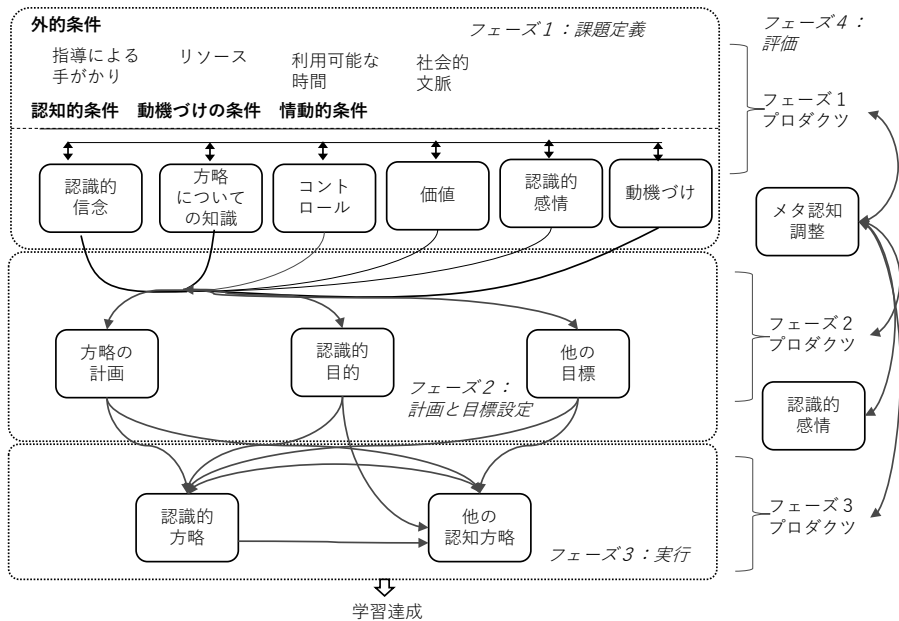 外的条件
フェーズ１：課題定義
指導による
手がかり
リソース
利用可能な
時間
社会的
文脈
認知的条件
動機づけの条件
情動的条件
認識的
信念
方略
について
の知識
コント
ロール
価値
認識的
感情
動機づけ
方略の
計画
認識的
目的
他の
目標
フェーズ２：
計画と目標設定
認識的
方略
他の
認知方略
フェーズ３：実行
学習達成
フェーズ４：
評価
フェーズ１
プロダクツ
メタ認知
調整
フェーズ２
プロダクツ
認識的
感情
フェーズ３
プロダクツ